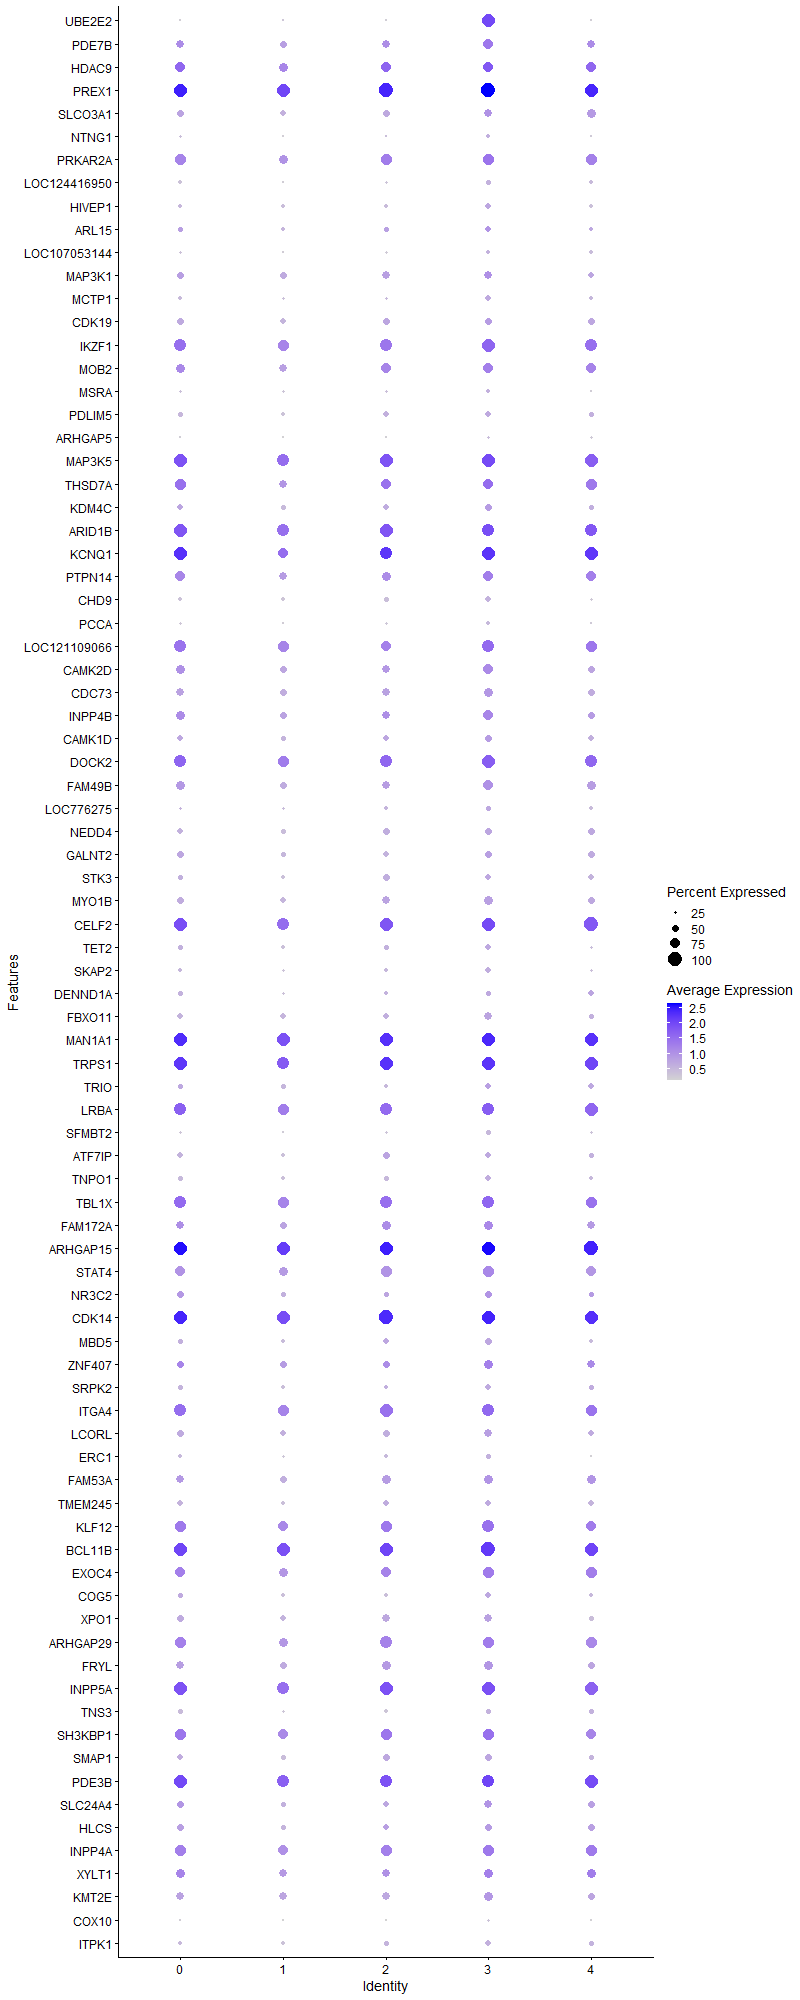 UBE2E2
PDE7B
HDAC9
PREX1
SLCO3A1
NTNG1
PRKAR2A
LOC124416950
HIVEP1
ARL15
LOC107053144
MAP3K1
MCTP1
CDK19
IKZF1
MOB2
MSRA
PDLIM5
ARHGAP5
MAP3K5
THSD7A
KDM4C
ARID1B
KCNQ1
PTPN14
CHD9
PCCA
LOC121109066
CAMK2D
CDC73
INPP4B
CAMK1D
DOCK2
FAM49B
LOC776275
NEDD4
GALNT2
STK3
MYO1B
CELF2
TET2
SKAP2
DENND1A
FBXO11
MAN1A1
TRPS1
TRIO
LRBA
SFMBT2
ATF7IP
TNPO1
TBL1X
FAM172A
ARHGAP15
STAT4
NR3C2
CDK14
MBD5
ZNF407
SRPK2
ITGA4
LCORL
ERC1
FAM53A
TMEM245
KLF12
BCL11B
EXOC4
COG5
XPO1
ARHGAP29
FRYL
INPP5A
TNS3
SH3KBP1
SMAP1
PDE3B
SLC24A4
HLCS
INPP4A
XYLT1
KMT2E
COX10
ITPK1
Features
0 1 2 3 4
Identity
Percent Expressed
25
50
75
100
Average Expression
2.5
2.0
1.5
1.0
0.5